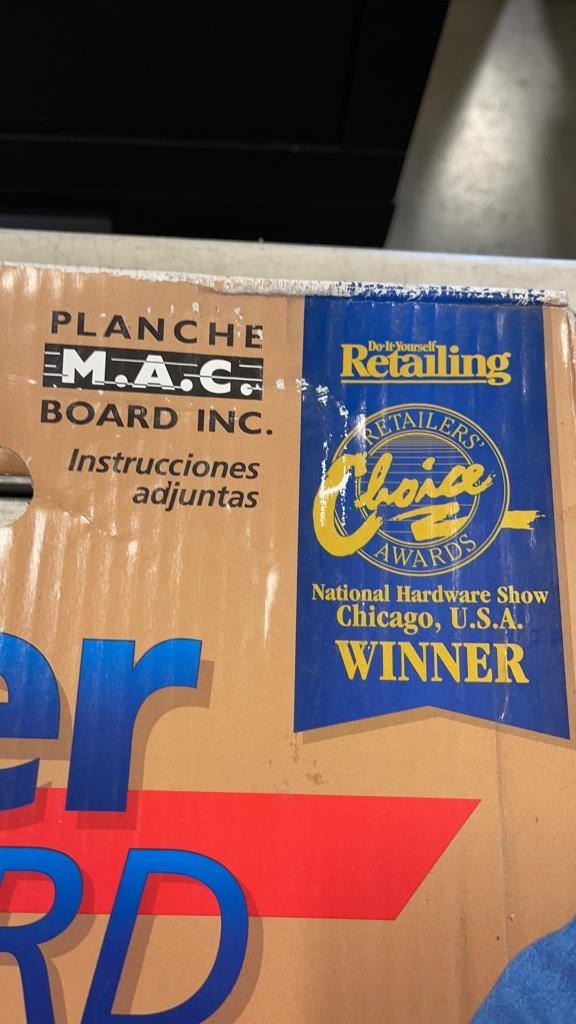 PLANCHE
M.A.C.
BOARD INC.
Instrucciones
adjuntas
Do-It-Yourself
Retailing
RETAILERS'
Choice
AWARDS
National Hardware Show
Chicago, U.S.A.
WINNER
er
RD